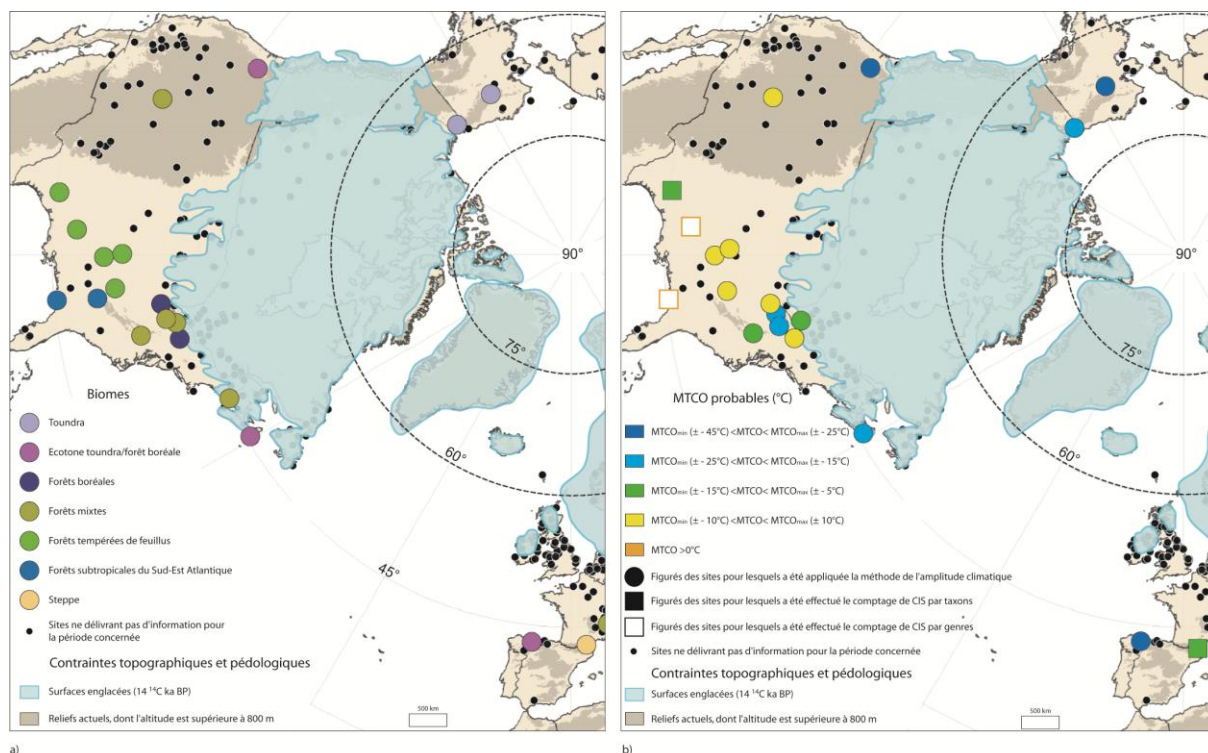 90°
75°
60°
45°
Biomes
Toundra
Ecotone toundra/forêt boréale
Forêts boréales
Forêts mixtes
Forêts tempérées de feuillus
Forêts subtropicales du Sud-Est Atlantique
Steppe
Sites ne délivrant pas d'information pour
la période concernée
Contraintes topographiques et pédologiques
Surfaces englacées (14 ¹⁴C ka BP)
Reliefs actuels, dont l'altitude est supérieure à 800 m
500 km
a)
90°
75°
60°
45°
MTCO probables (°C)
MTCOmin (± - 45°C) <MTCO< MTCOmax (± - 25°C)
MTCOmin (± - 25°C) <MTCO< MTCOmax (± - 15°C)
MTCOmin (± - 15°C) <MTCO< MTCOmax (± - 5°C)
MTCOmin (± - 10°C) <MTCO< MTCOmax (± 10°C)
MTCO >0°C
Figurés des sites pour lesquels a été appliquée la méthode de l'amplitude climatique
Figurés des sites pour lesquels a été effectué le comptage de CIS par taxons
Figurés des sites pour lesquels a été effectué le comptage de CIS par genres
Sites ne délivrant pas d'information pour la période concernée
Contraintes topographiques et pédologiques
Surfaces englacées (14 ¹⁴C ka BP)
Reliefs actuels, dont l'altitude est supérieure à 800 m
500 km
b)